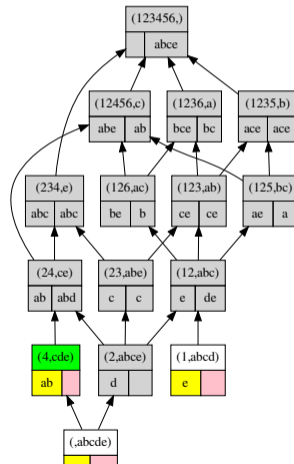 (123456,)
abce
(12456,c) (1236,a) (1235,b)
abe ab bce bc ace ace
(234,e) (126,ac) (123,ab) (125,bc)
abc abc be b ce ce ae a
(24,ce) (23,abe) (12,abc)
ab abd c c e de
(4,cde) (2,abce) (1,abcd)
ab d e
(,abcde)